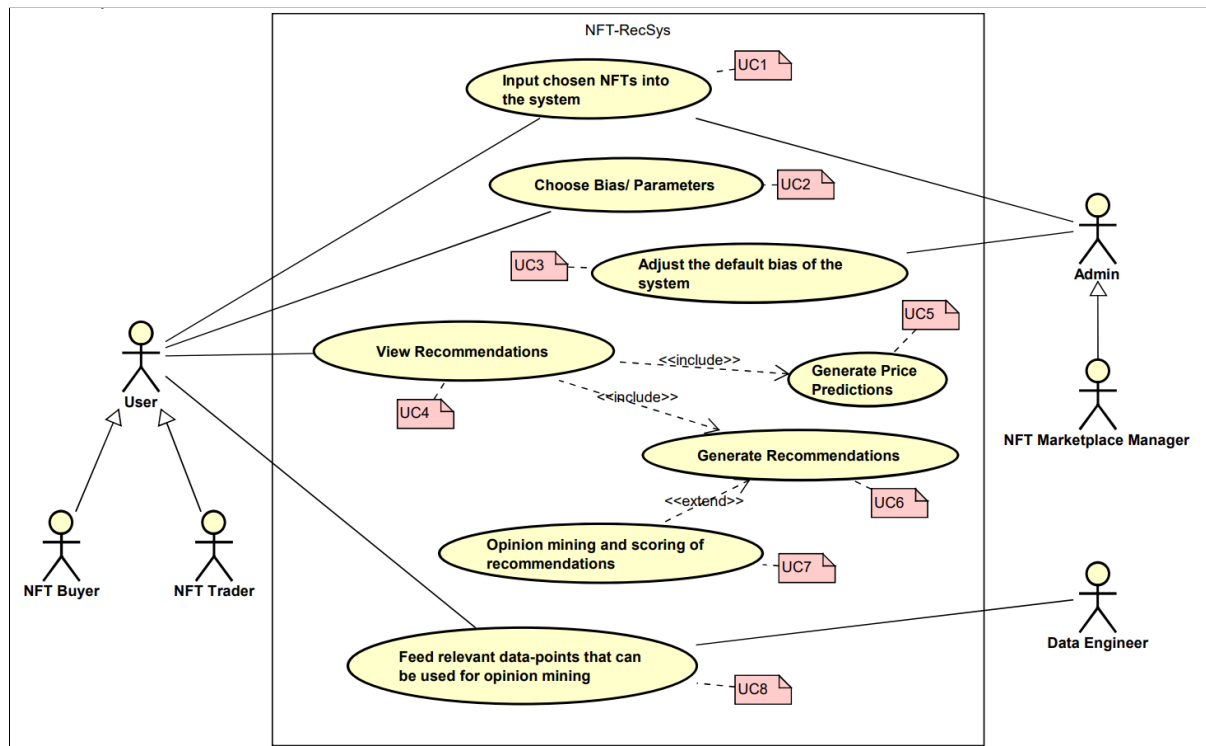 NFT-RecSys
Input chosen NFTs into
the system
UC1
Choose Bias/ Parameters
UC2
UC3
Adjust the default bias of the
system
Admin
UC5
View Recommendations
<<include>>
Generate Price
Predictions
User
UC4
<<include>>
NFT Marketplace Manager
Generate Recommendations
<<extend>>
UC6
Opinion mining and scoring of
recommendations
UC7
NFT Buyer
NFT Trader
Data Engineer
Feed relevant data-points that can
be used for opinion mining
UC8